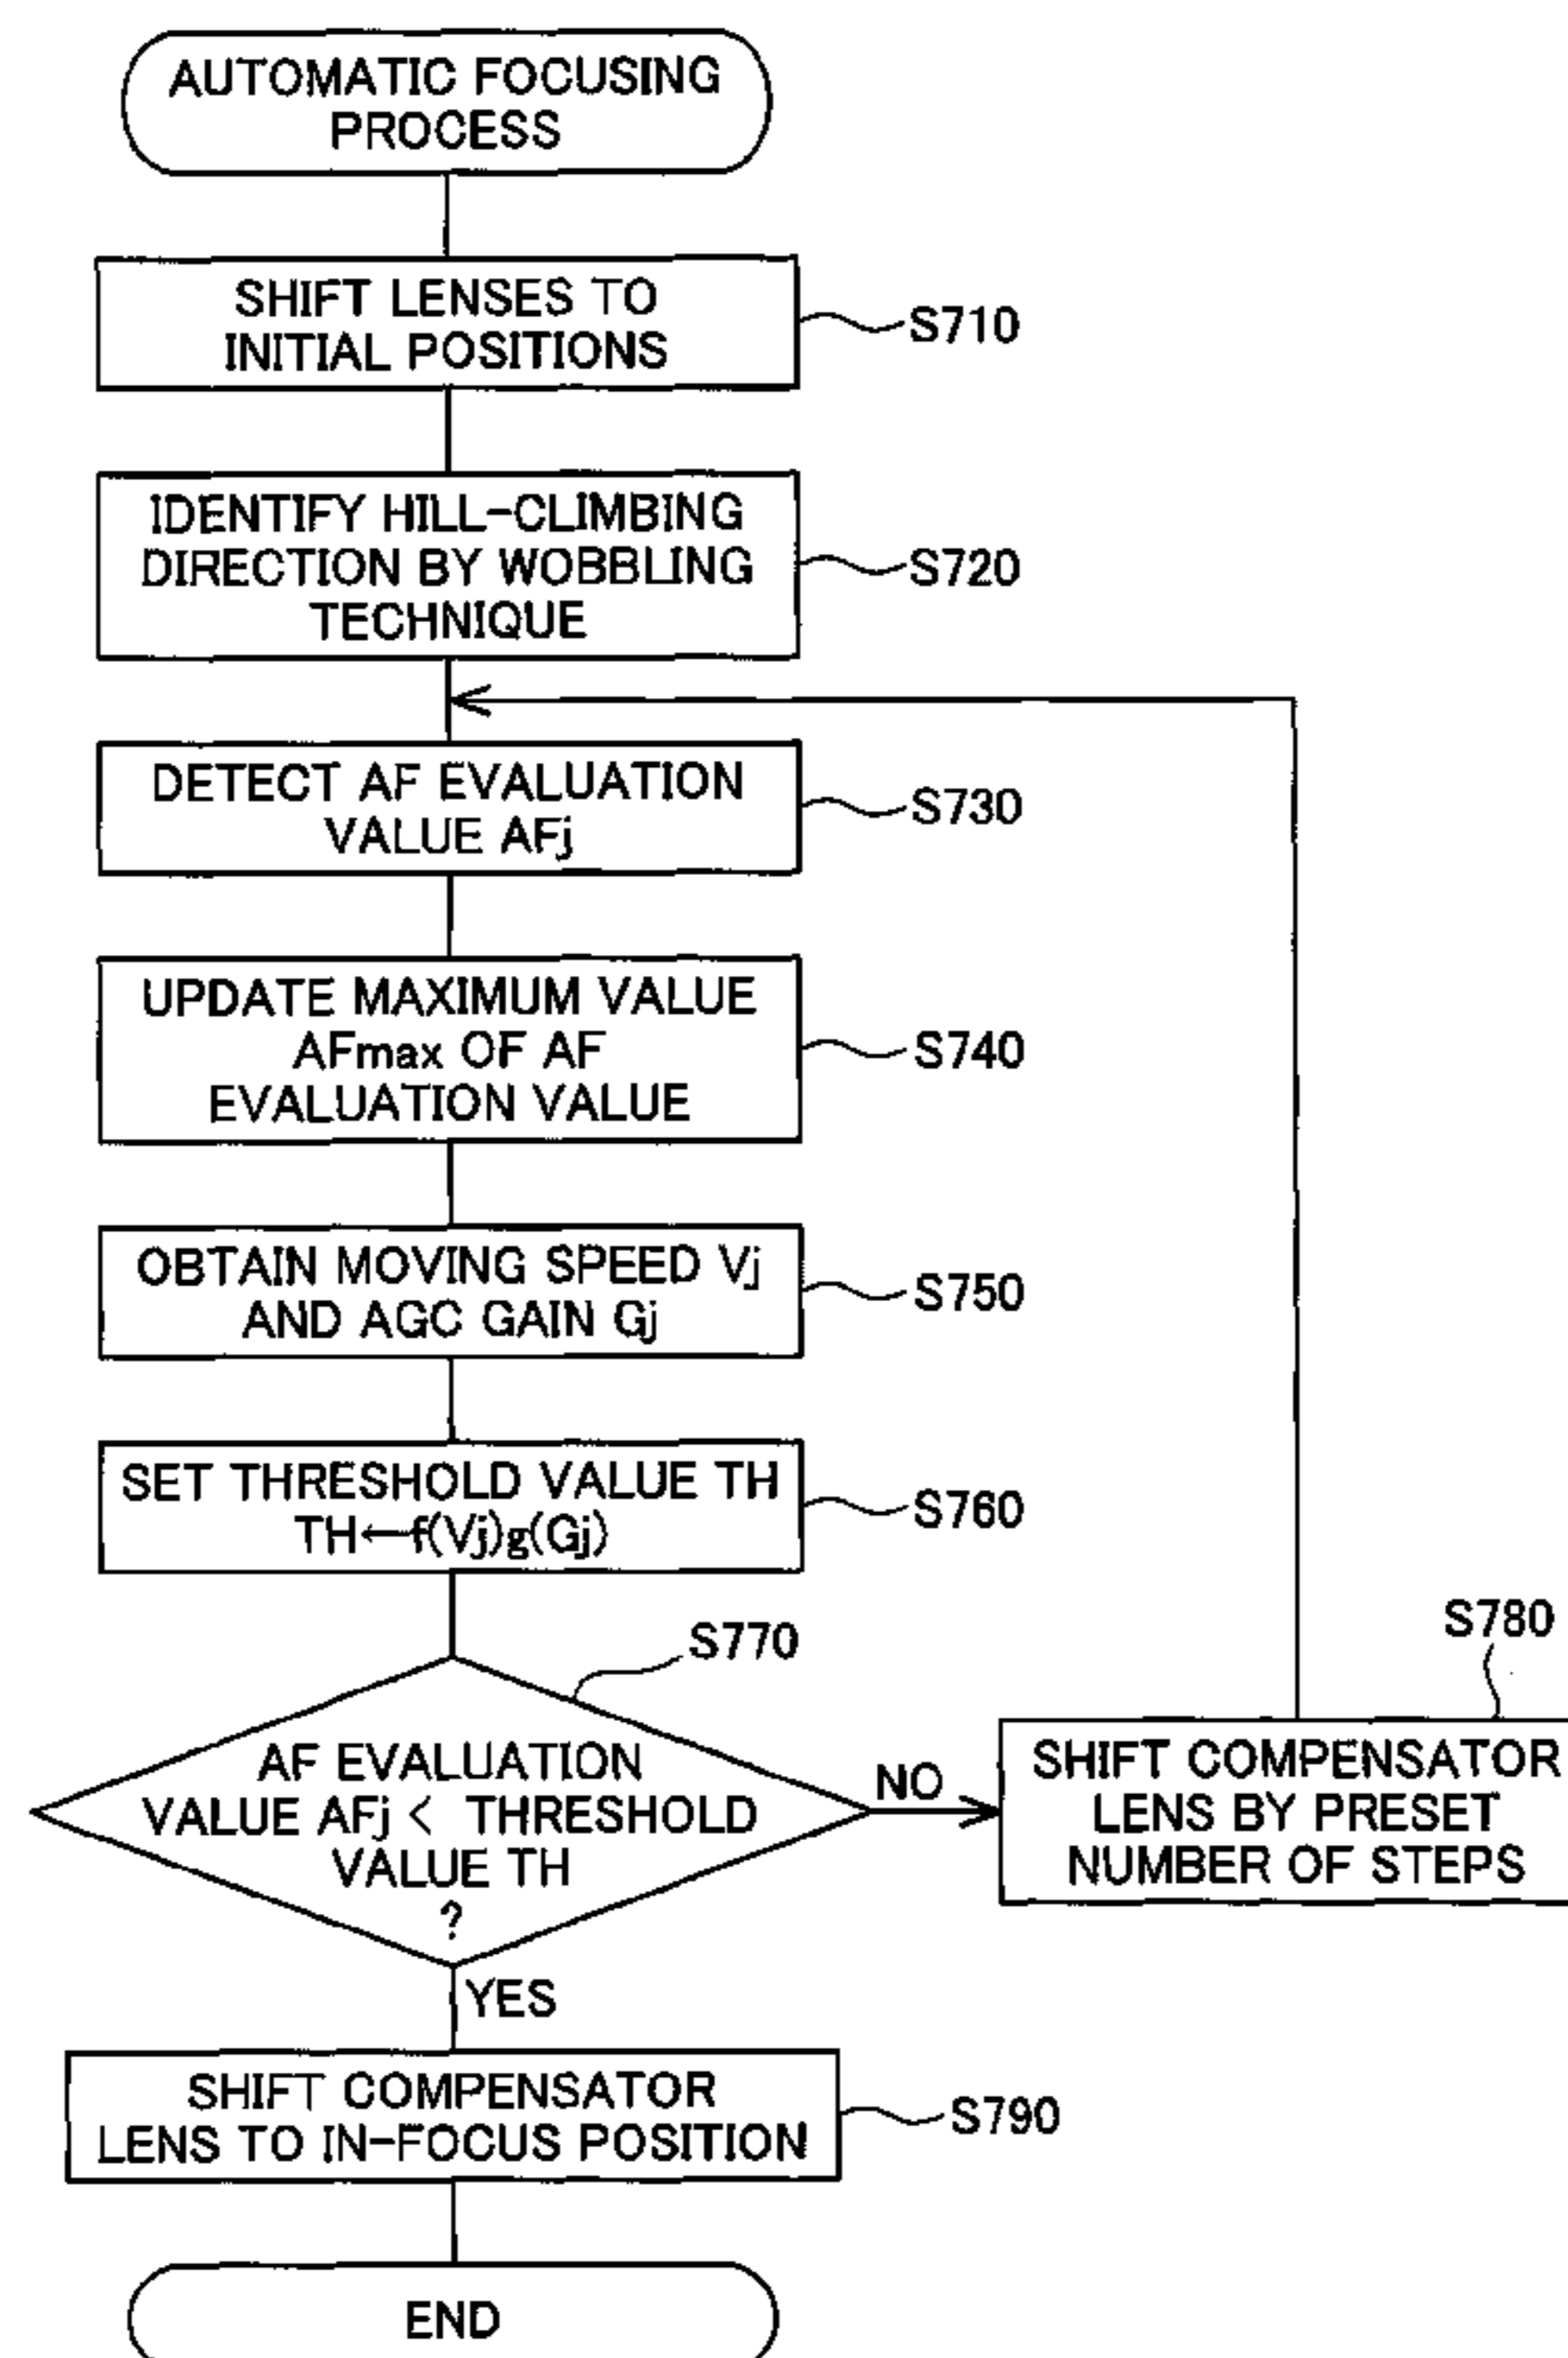 AUTOMATIC FOCUSING
PROCESS
SHIFT LENSES TO
INITIAL POSITIONS
S710
IDENTIFY HILL-CLIMBING
DIRECTION BY WOBBLING
TECHNIQUE
S720
DETECT AF EVALUATION
VALUE AFj
S730
UPDATE MAXIMUM VALUE
AFmax OF AF
EVALUATION VALUE
S740
OBTAIN MOVING SPEED Vj
AND AGC GAIN Gj
S750
SET THRESHOLD VALUE TH
TH←f(Vj)g(Gj)
S760
S770
AF EVALUATION
VALUE AFj < THRESHOLD
VALUE TH
?
NO
S780
SHIFT COMPENSATOR
LENS BY PRESET
NUMBER OF STEPS
YES
SHIFT COMPENSATOR
LENS TO IN-FOCUS POSITION
S790
END